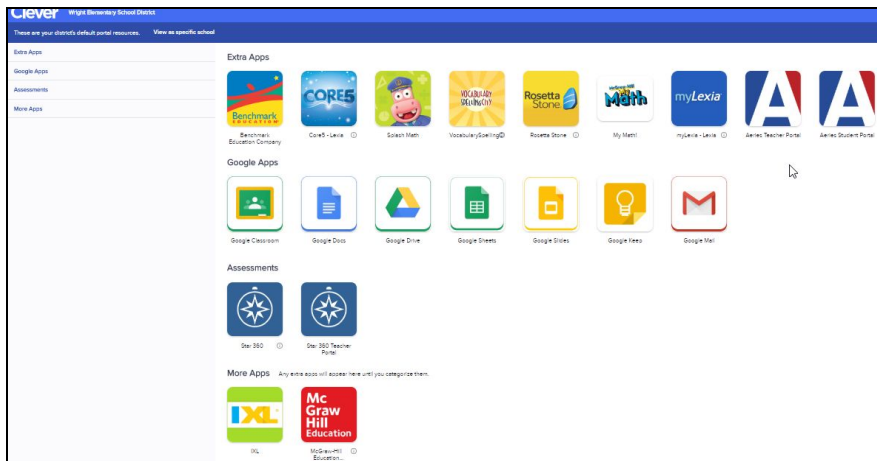 Clever Wright Elementary School District
These are your district's default portal resources. View as specific school
Extra Apps
Google Apps
Assessments
More Apps
Extra Apps
Benchmark
EDUCATION
CORE5
VOCABULARY
SPELLINGCITY
Rosetta
Stone
McGraw-Hill
My
Math
myLexia
Benchmark
Education Company
Core5 - Lexia
Splash Math
VocabularySpelling
Rosetta Stone
My Math!
myLexia - Lexia
Aeries Teacher Portal
Aeries Student Portal
Google Apps
Google Classroom
Google Docs
Google Drive
Google Sheets
Google Slides
Google Keep
Google Mail
Assessments
Star 360
Star 360 Teacher
Portal
More Apps Any extra apps will appear here until you categorize them.
IXL
Mc
Graw
Hill
Education
IXL
McGraw-Hill
Education...